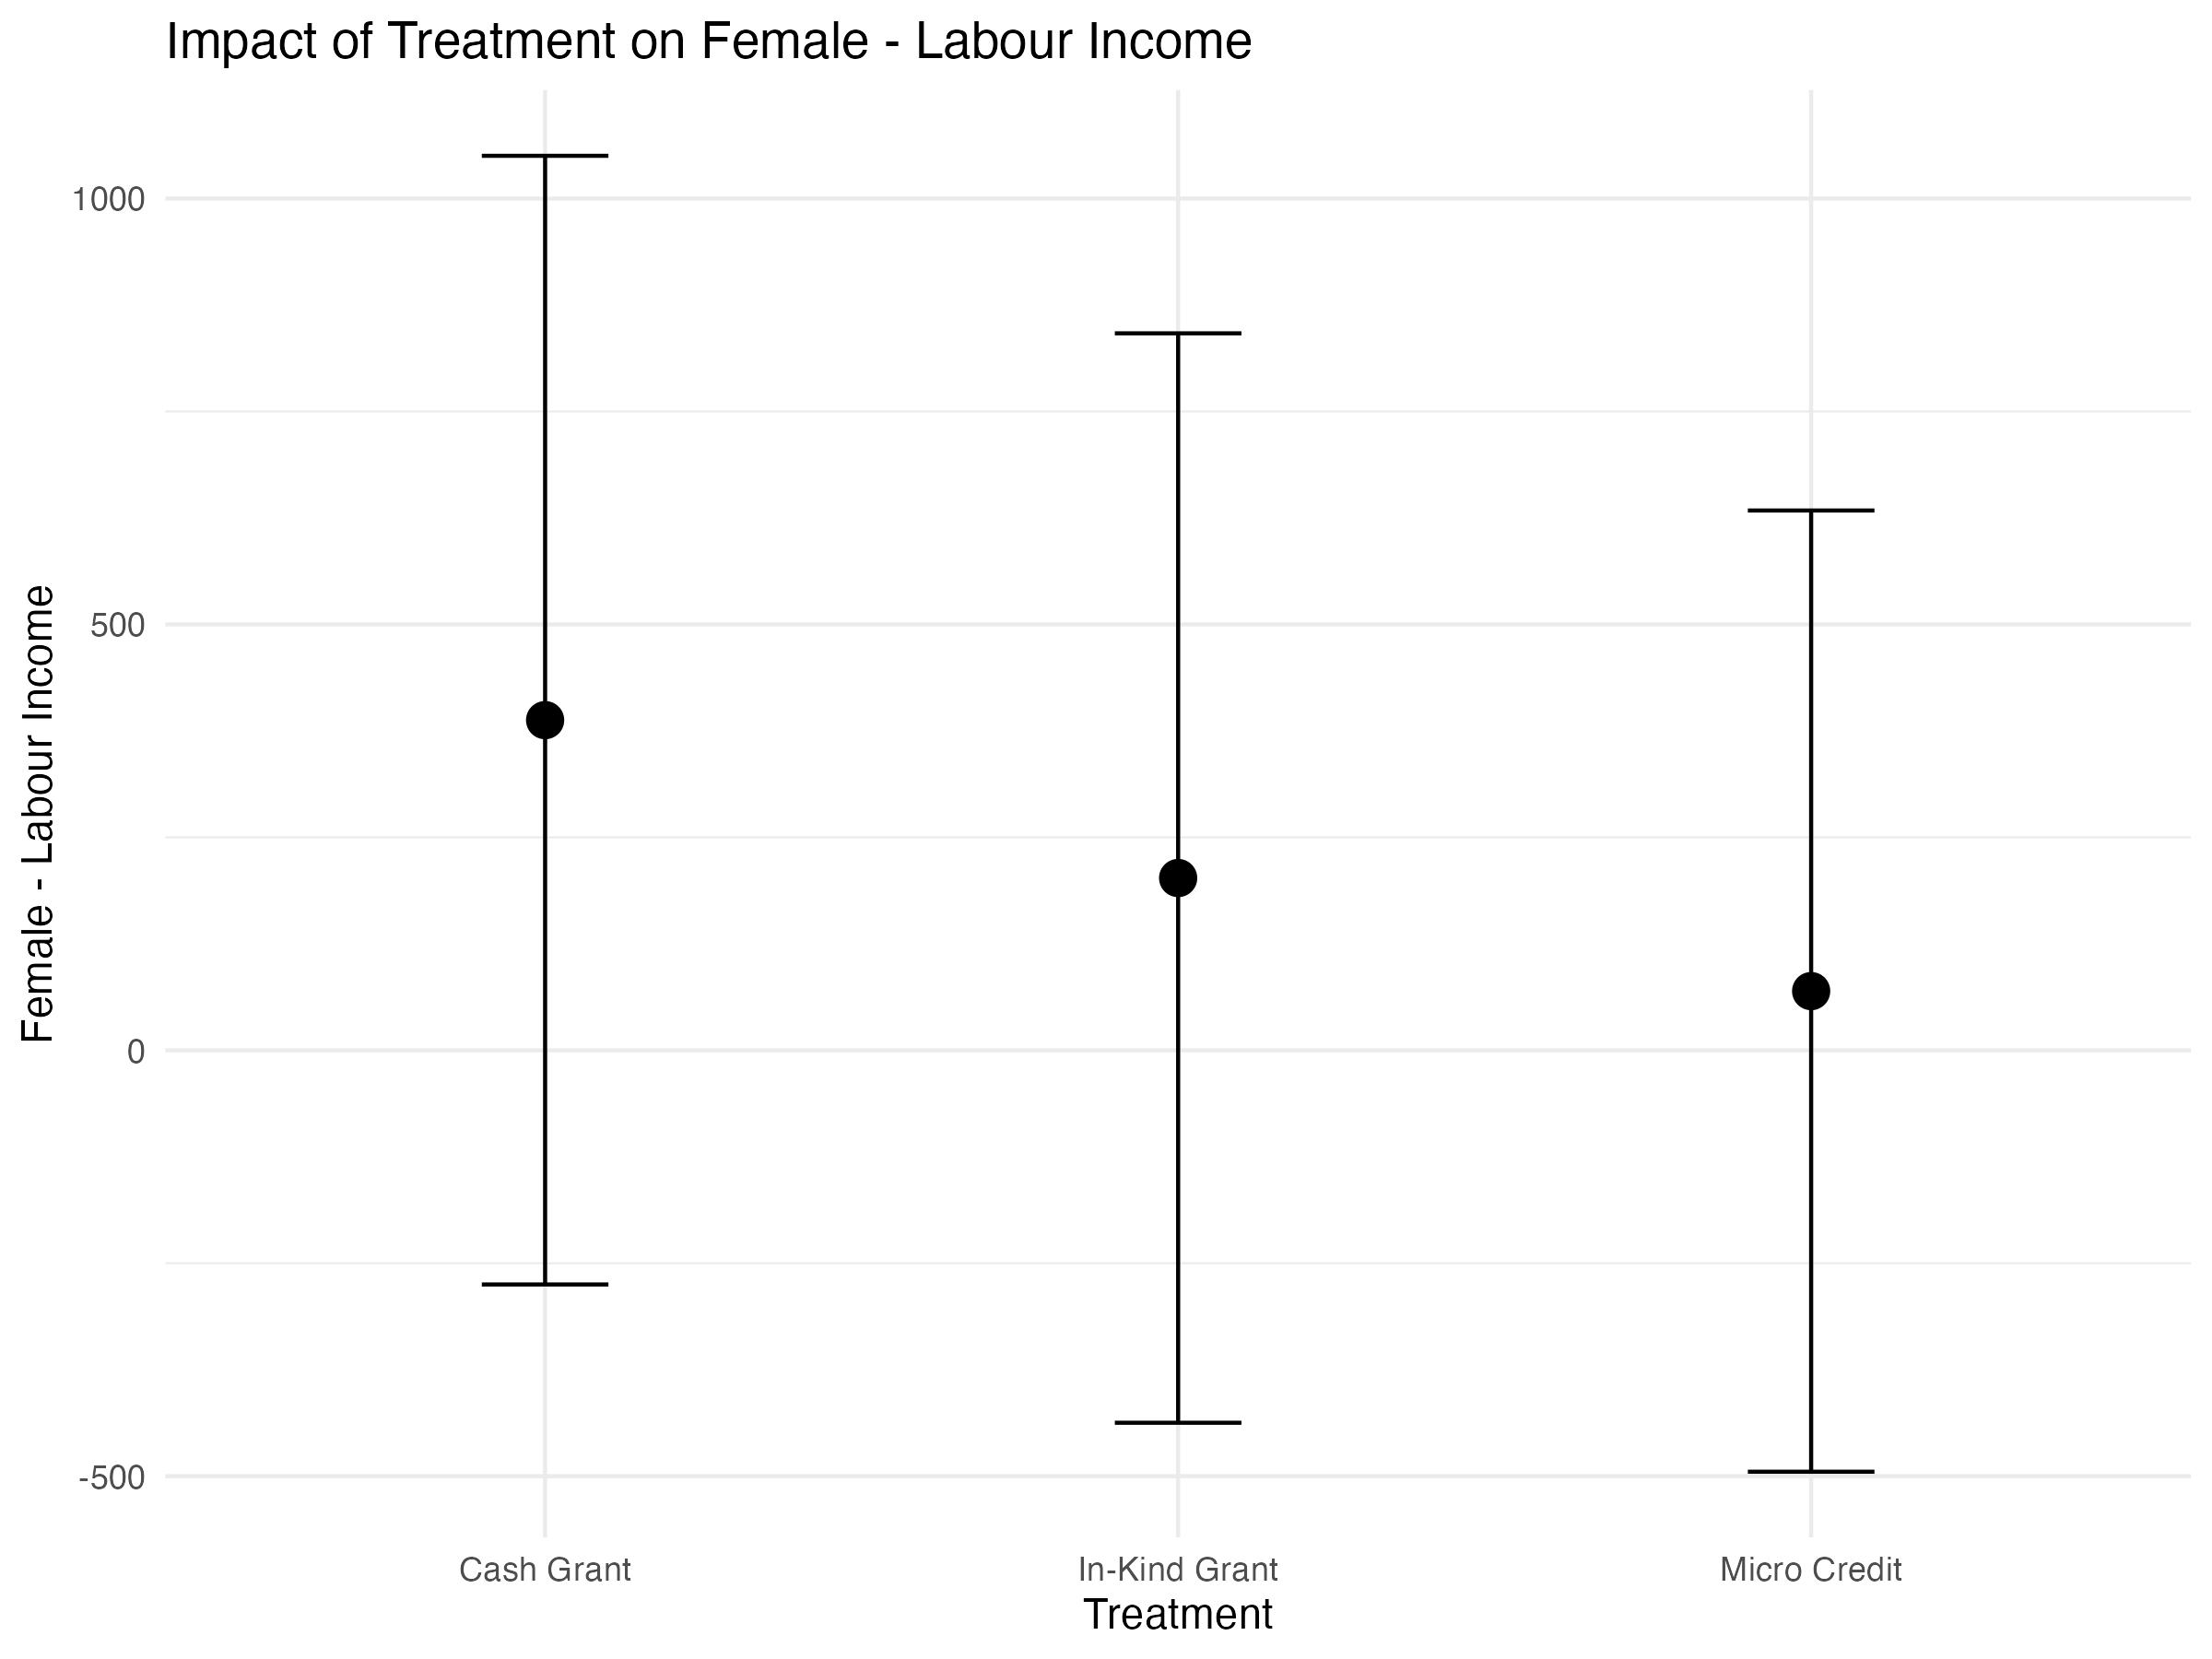 Impact of Treatment on Female - Labour Income
Female - Labour Income
1000
500
0
-500
Cash Grant
In-Kind Grant
Micro Credit
Treatment